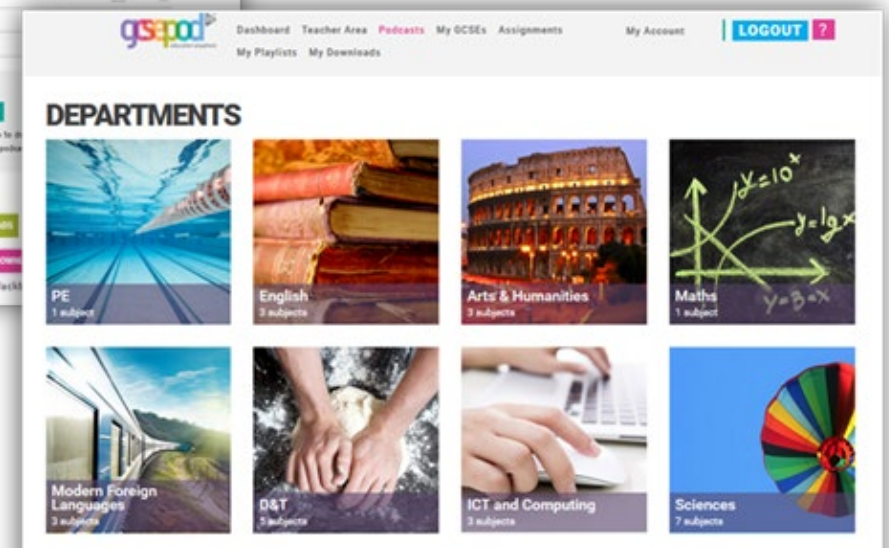 gcsepod
education anywhere
Dashboard Teacher Area Podcasts My GCSEs Assignments
My Playlists My Downloads
My Account
LOGOUT ?
DEPARTMENTS
PE
1 subject
English
3 subjects
Arts & Humanities
3 subjects
Maths
1 subject
y=10^x
y=lg x
y=3=x
Modern Foreign
Languages
3 subjects
D&T
5 subjects
ICT and Computing
3 subjects
Sciences
7 subjects